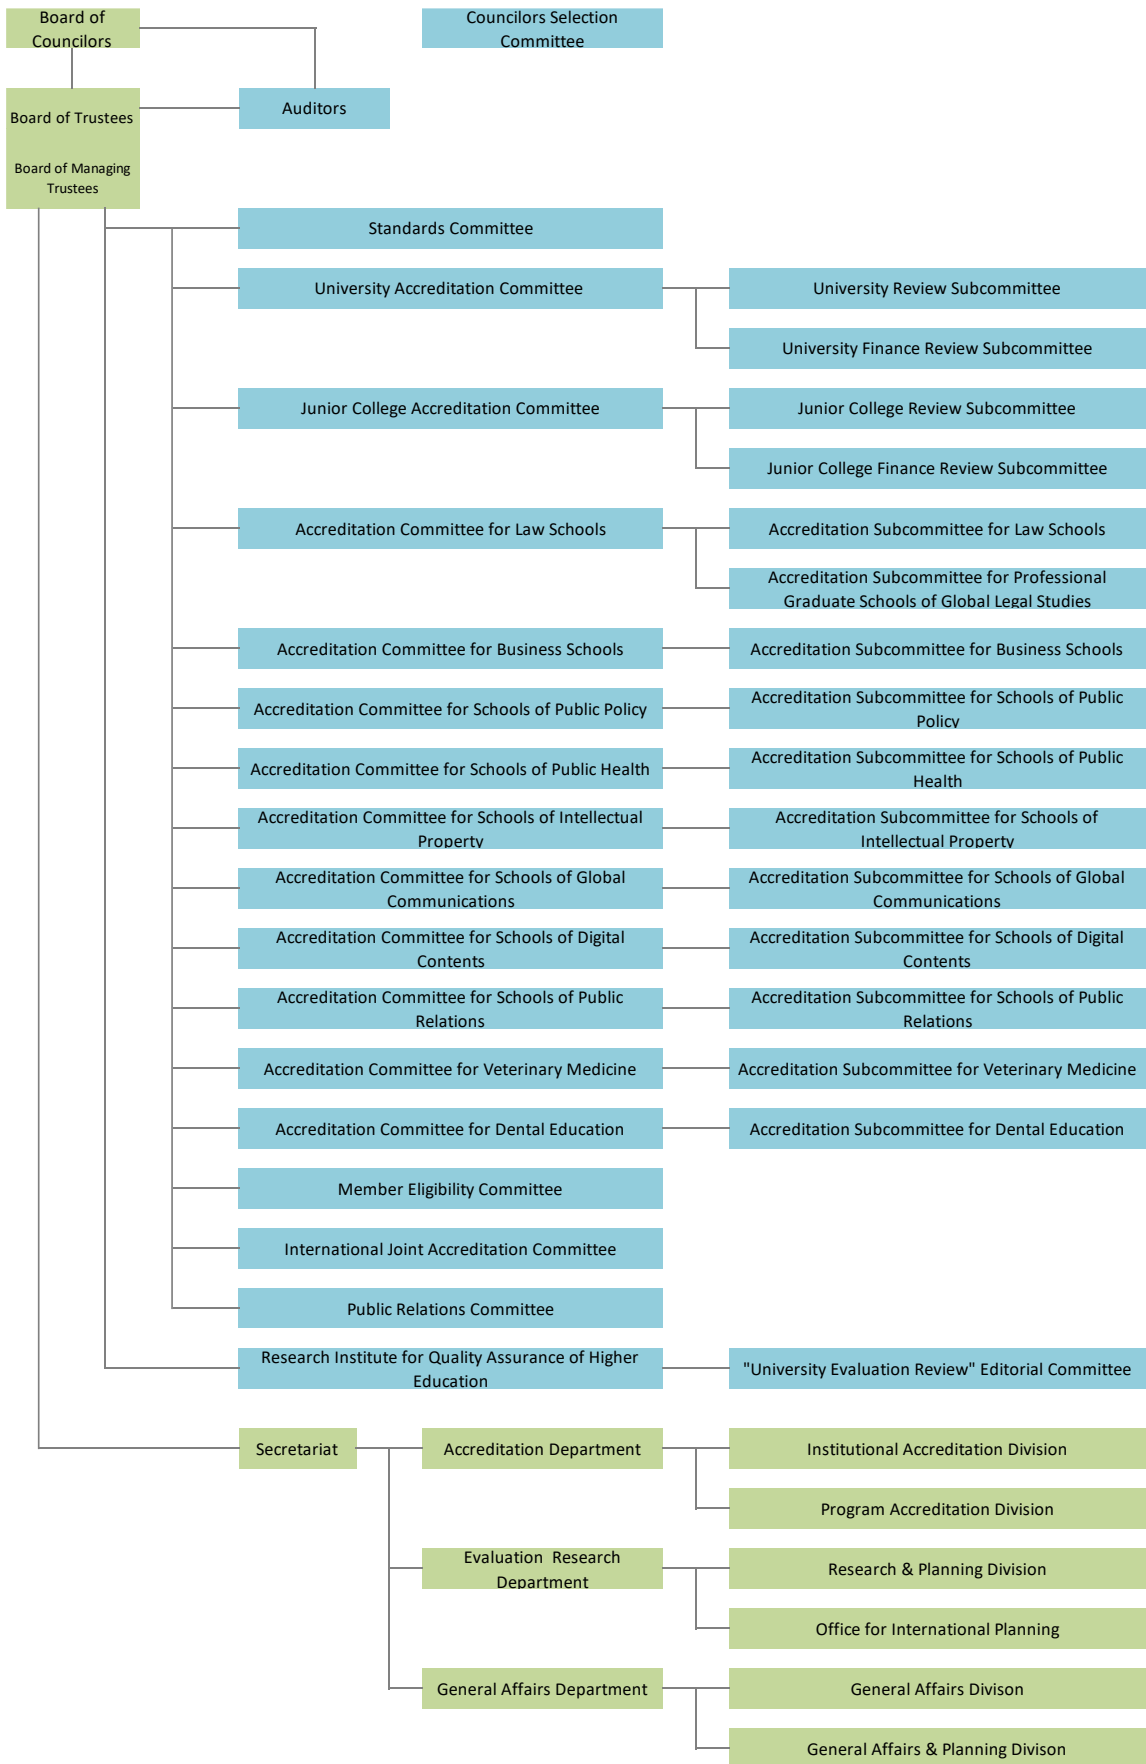 Board of
Councilors
Councilors Selection
Committee
Board of Trustees
Auditors
Board of Managing
Trustees
Standards Committee
University Accreditation Committee
University Review Subcommittee
University Finance Review Subcommittee
Junior College Accreditation Committee
Junior College Review Subcommittee
Junior College Finance Review Subcommittee
Accreditation Committee for Law Schools
Accreditation Subcommittee for Law Schools
Accreditation Subcommittee for Professional
Graduate Schools of Global Legal Studies
Accreditation Committee for Business Schools
Accreditation Subcommittee for Business Schools
Accreditation Committee for Schools of Public Policy
Accreditation Subcommittee for Schools of Public
Policy
Accreditation Committee for Schools of Public Health
Accreditation Subcommittee for Schools of Public
Health
Accreditation Committee for Schools of Intellectual
Property
Accreditation Subcommittee for Schools of
Intellectual Property
Accreditation Committee for Schools of Global
Communications
Accreditation Subcommittee for Schools of Global
Communications
Accreditation Committee for Schools of Digital
Contents
Accreditation Subcommittee for Schools of Digital
Contents
Accreditation Committee for Schools of Public
Relations
Accreditation Subcommittee for Schools of Public
Relations
Accreditation Committee for Veterinary Medicine
Accreditation Subcommittee for Veterinary Medicine
Accreditation Committee for Dental Education
Accreditation Subcommittee for Dental Education
Member Eligibility Committee
International Joint Accreditation Committee
Public Relations Committee
Research Institute for Quality Assurance of Higher
Education
"University Evaluation Review" Editorial Committee
Secretariat
Accreditation Department
Institutional Accreditation Division
Program Accreditation Division
Evaluation  Research
Department
Research & Planning Division
Office for International Planning
General Affairs Department
General Affairs Divison
General Affairs & Planning Divison